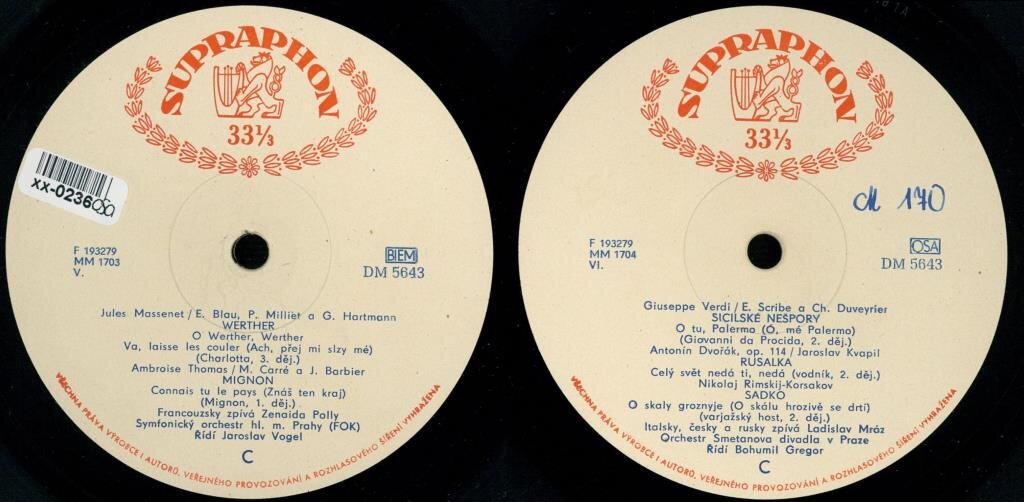 SUPRAPHON
33⅓
xx-0236 osa
F 193279
MM 1703
V.
BIEM
DM 5643
Jules Massenet / E. Blau, P. Milliet a G. Hartmann
WERTHER
O Werther, Werther
Va, laisse les couler (Ach, přej mi slzy mé)
(Charlotta, 3. děj.)
Ambroise Thomas / M. Carré a J. Barbier
MIGNON
Connais tu le pays (Znáš ten kraj)
(Mignon, 1. děj.)
Francouzsky zpívá Zenaida Pally
Symfonický orchestr hl. m. Prahy (FOK)
Řídí Jaroslav Vogel
C
VŠECHNA PRÁVA VÝROBCE I AUTORŮ, VEŘEJNÉHO PROVOZOVÁNÍ A ROZHLASOVÉHO ŠÍŘENÍ VYHRAŽENA
SUPRAPHON
33⅓
M 170
F 193279
MM 1704
VI.
OSA
DM 5643
Giuseppe Verdi / E. Scribe a Ch. Duveyrier
SICILSKÉ NEŠPORY
O tu, Palermo (Ó, mé Palermo)
(Giovanni da Procida, 2. děj.)
Antonín Dvořák, op. 114 / Jaroslav Kvapil
RUSALKA
Celý svět nedá ti, nedá (vodník, 2. děj.)
Nikolaj Rimskij-Korsakov
SADKO
O skaly groznyje (O skálu hrozivě se drtí)
(varjažský host, 2. děj.)
Italsky, česky a rusky zpívá Ladislav Mráz
Orchestr Smetanova divadla v Praze
Řídí Bohumil Gregor
C
VŠECHNA PRÁVA VÝROBCE I AUTORŮ, VEŘEJNÉHO PROVOZOVÁNÍ A ROZHLASOVÉHO ŠÍŘENÍ VYHRAŽENA